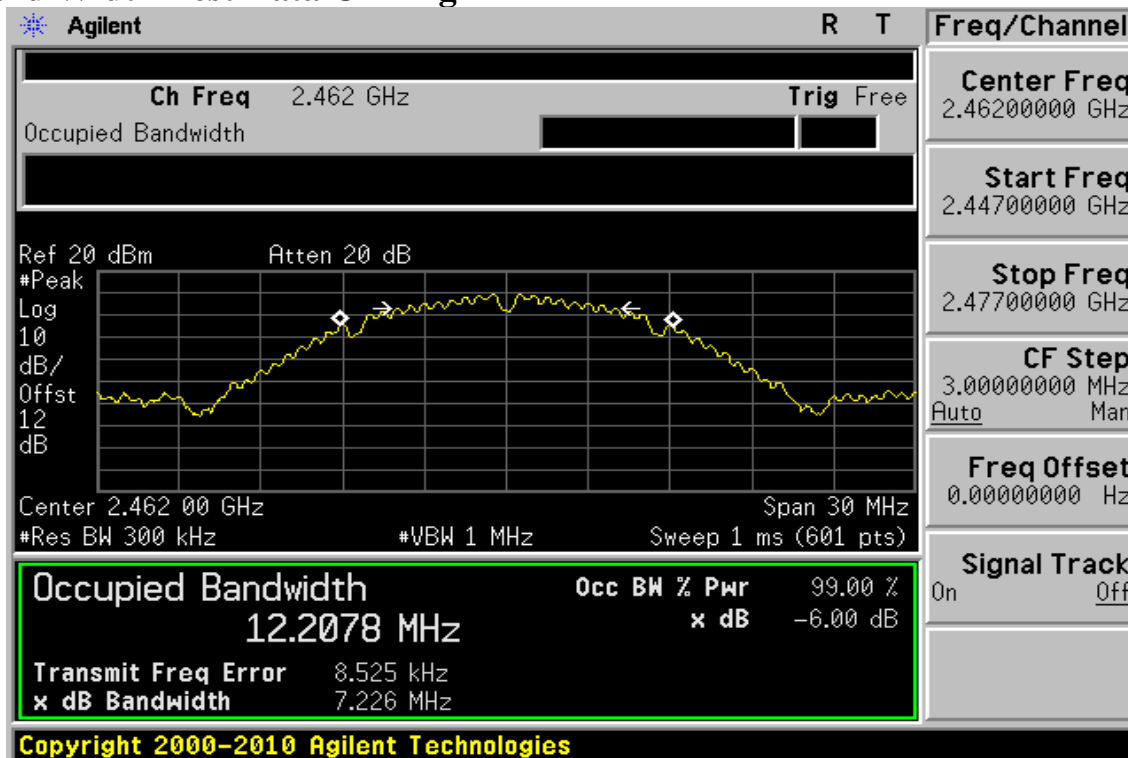 Agilent R T
Ch Freq 2.462 GHz Trig Free
Occupied Bandwidth
Ref 20 dBm Atten 20 dB
#Peak
Log
10
dB/
Offst
12
dB
Center 2.462 00 GHz Span 30 MHz
#Res BW 300 kHz #VBW 1 MHz Sweep 1 ms (601 pts)
Occupied Bandwidth Occ BW % Pwr 99.00 %
12.2078 MHz x dB -6.00 dB
Transmit Freq Error 8.525 kHz
x dB Bandwidth 7.226 MHz
Copyright 2000-2010 Agilent Technologies
Freq/Channel
Center Freq
2.46200000 GHz
Start Freq
2.44700000 GHz
Stop Freq
2.47700000 GHz
CF Step
3.00000000 MHz
Auto Man
Freq Offset
0.00000000 Hz
Signal Track
On Off